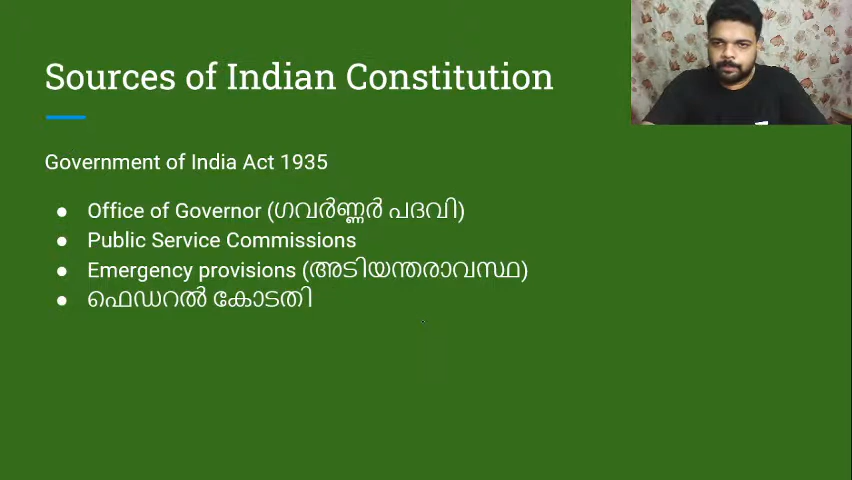 Sources of Indian Constitution
Government of India Act 1935
● Office of Governor (ഗവർണ്ണർ പദവി)
● Public Service Commissions
● Emergency provisions (അടിയന്തരാവസ്ഥ)
● ഫെഡറൽ കോടതി